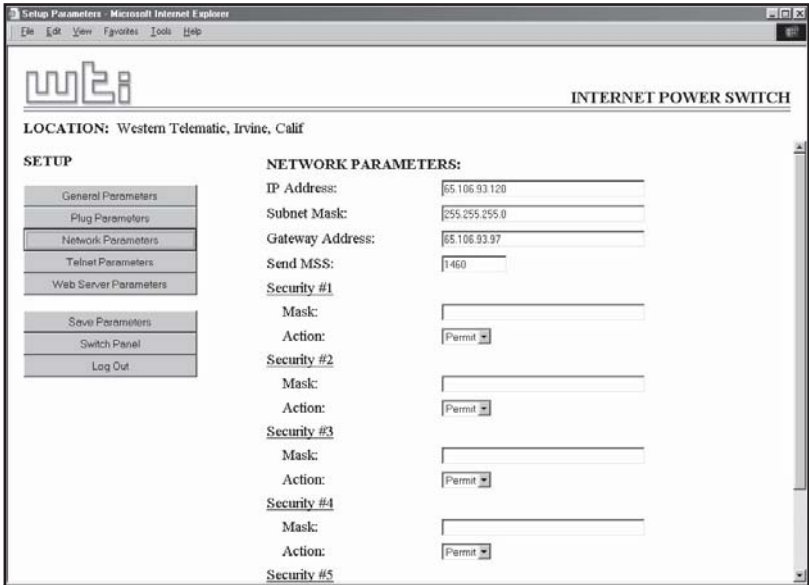 Setup Parameters - Microsoft Internet Explorer
File Edit View Favorites Tools Help
wti
INTERNET POWER SWITCH
LOCATION: Western Telematic, Irvine, Calif
SETUP
General Parameters
Plug Parameters
Network Parameters
Telnet Parameters
Web Server Parameters
Save Parameters
Switch Panel
Log Out
NETWORK PARAMETERS:
IP Address: 65.106.93.120
Subnet Mask: 255.255.255.0
Gateway Address: 65.106.93.97
Send MSS: 1460
Security #1
Mask:
Action: Permit
Security #2
Mask:
Action: Permit
Security #3
Mask:
Action: Permit
Security #4
Mask:
Action: Permit
Security #5